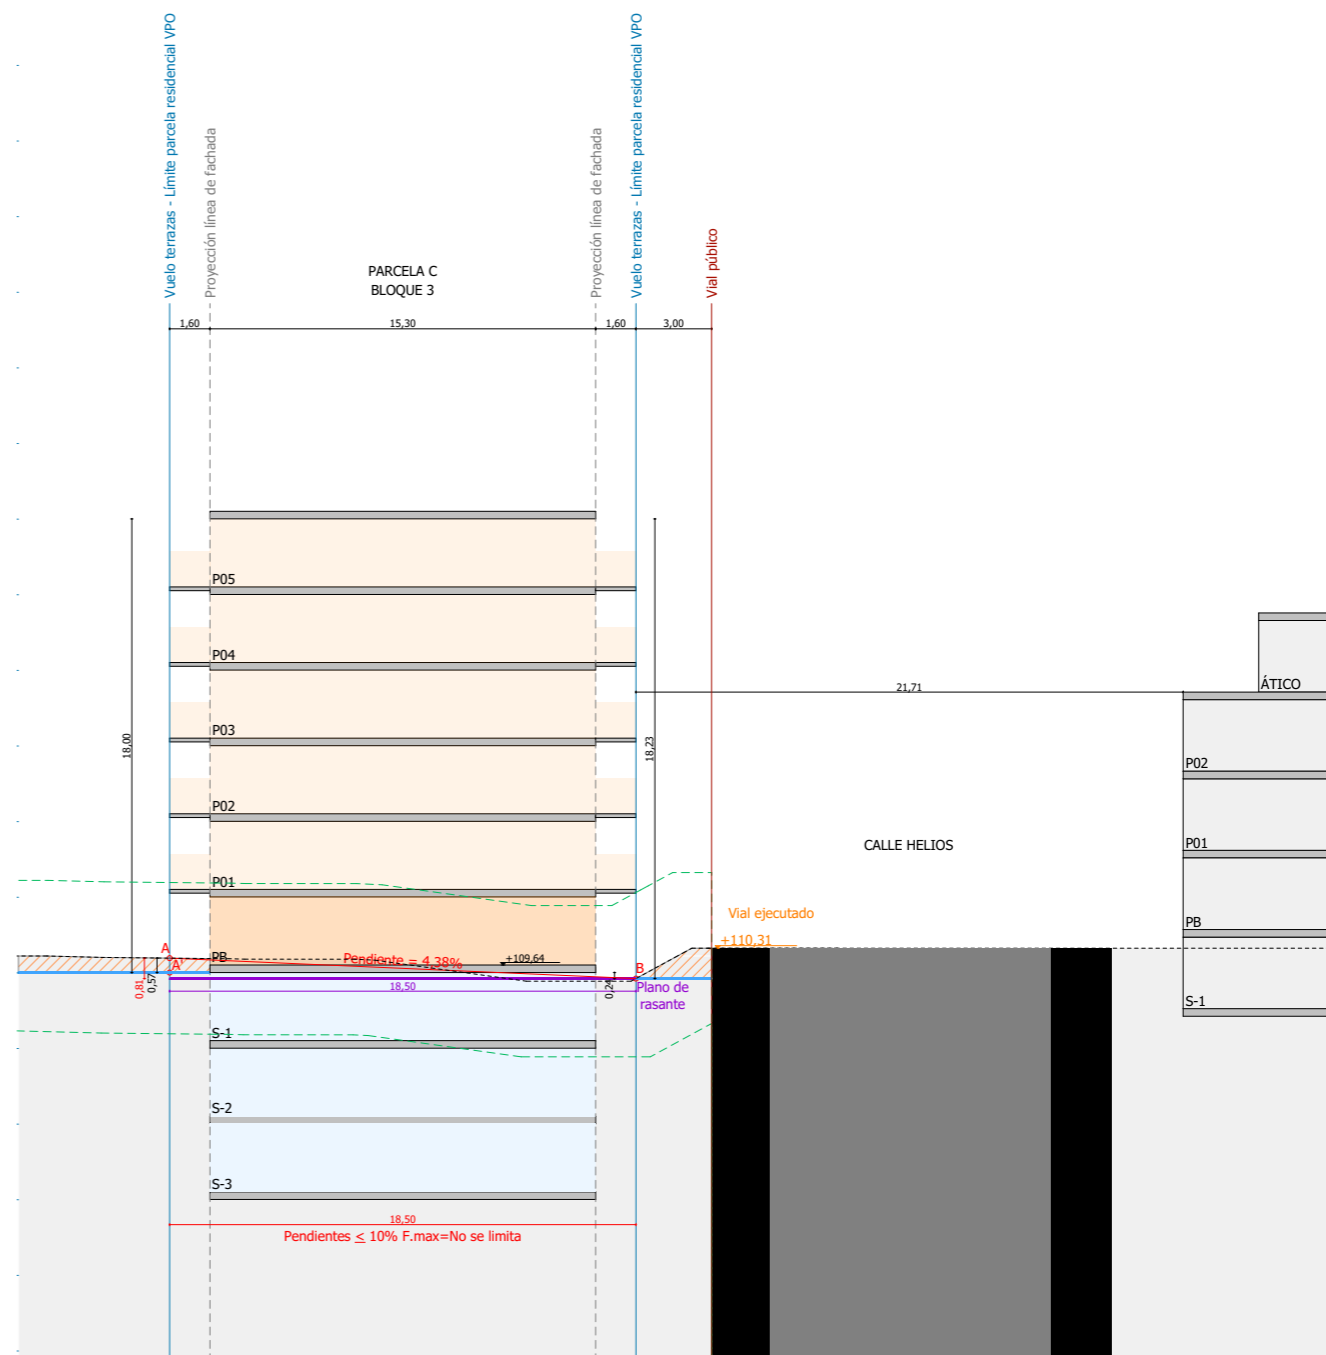 Vuelo terrazas - Límite parcela residencial VPO
Proyección línea de fachada
Proyección línea de fachada
Vuelo terrazas - Límite parcela residencial VPO
Vial público
PARCELA C
BLOQUE 3
1,60
15,30
1,60
3,00
P05
P04
P03
P02
P01
PB
S-1
S-2
S-3
18,00
18,23
21,71
ÁTICO
P02
P01
PB
S-1
CALLE HELIOS
Vial ejecutado
+110,31
A
A'
B
Pendiente = 4,38%
+109,64
0,81
0,57
0,24
18,50
Plano de
rasante
18,50
Pendientes ≤ 10% F.max=No se limita